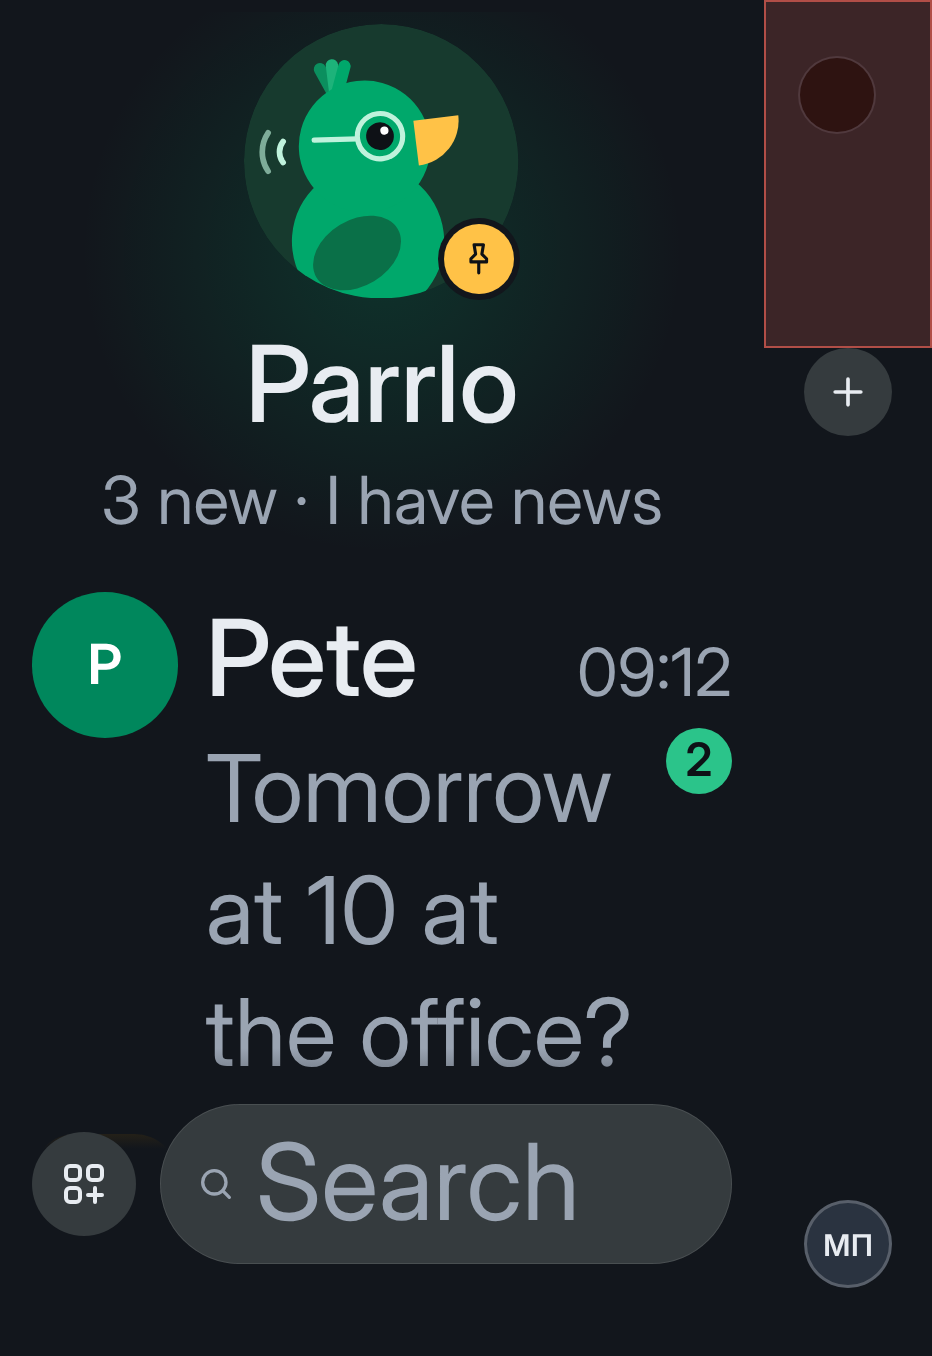 Parrlo
3 new · I have news
P
Pete
09:12
Tomorrow
2
at 10 at
the office?
Search
МП